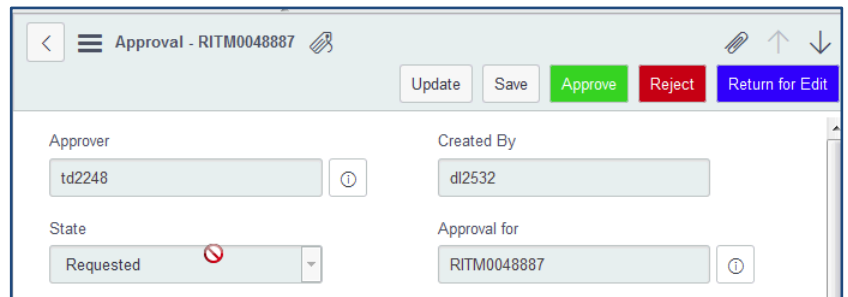 Approval - RITM0048887
Update Save Approve Reject Return for Edit
Approver Created By
td2248 dl2532
State Approval for
Requested RITM0048887